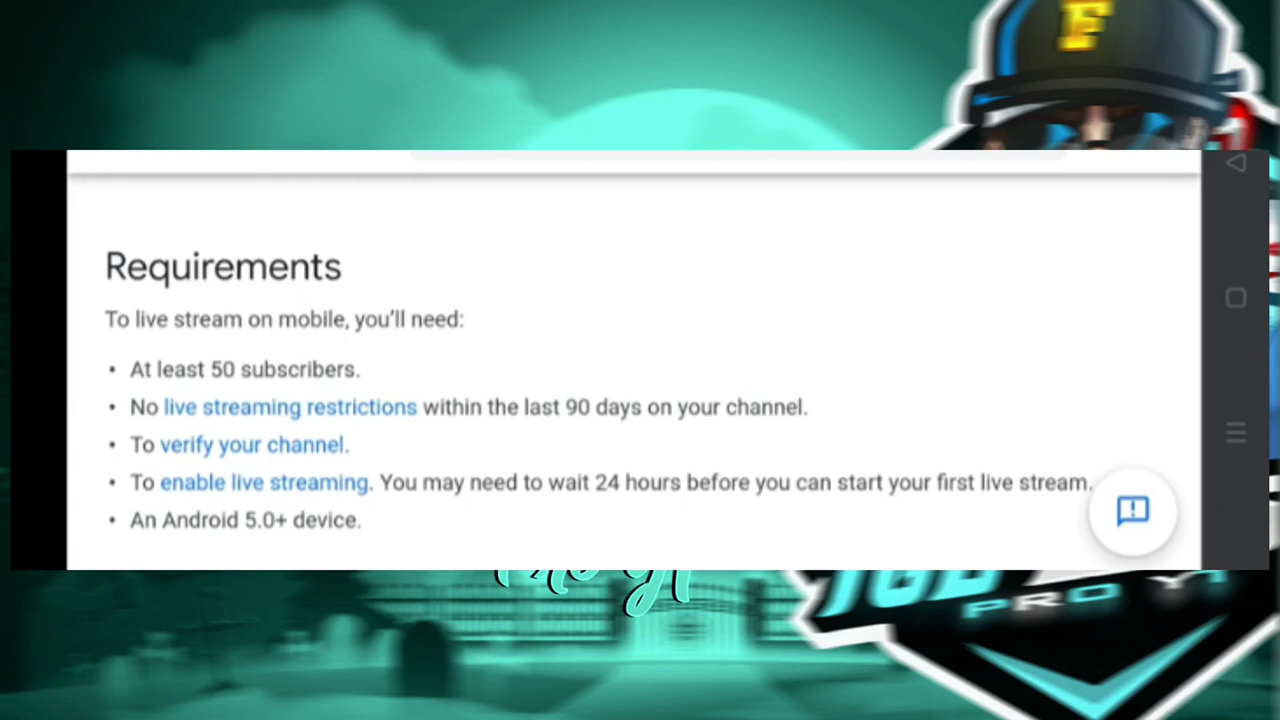 F
Requirements
To live stream on mobile, you'll need:
• At least 50 subscribers.
• No live streaming restrictions within the last 90 days on your channel.
• To verify your channel.
• To enable live streaming. You may need to wait 24 hours before you can start your first live stream.
• An Android 5.0+ device.
PRO YT